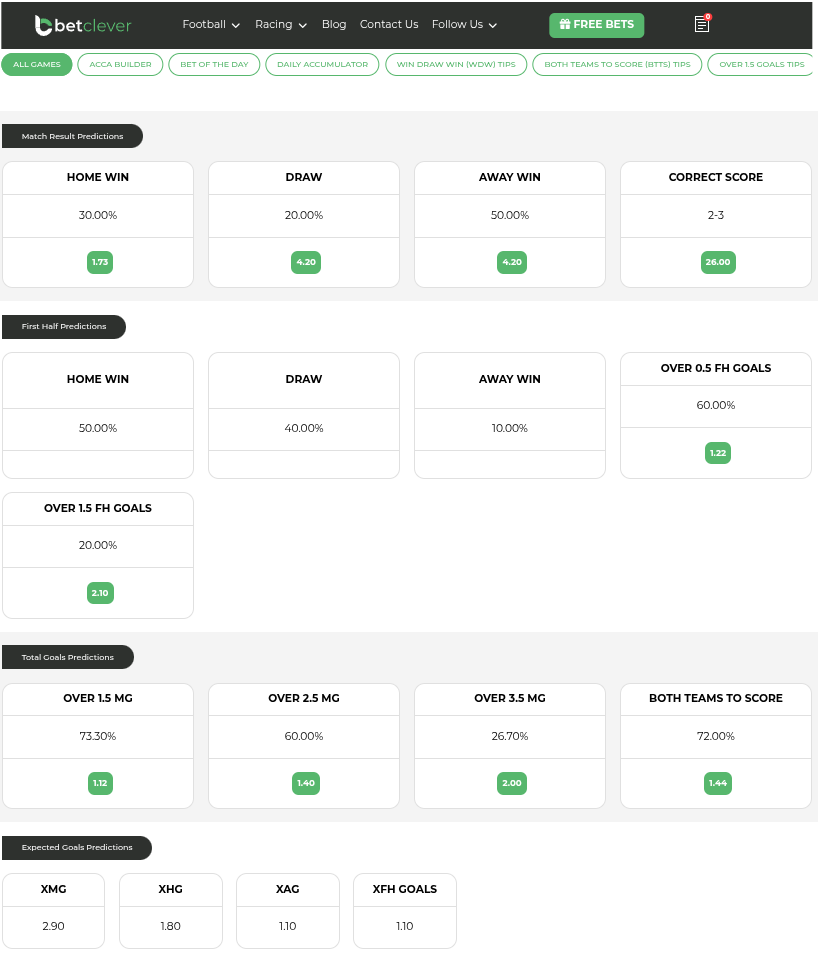 betclever Football Racing Blog Contact Us Follow Us FREE BETS 0
ALL GAMES ACCA BUILDER BET OF THE DAY DAILY ACCUMULATOR WIN DRAW WIN (WDW) TIPS BOTH TEAMS TO SCORE (BTTS) TIPS OVER 1.5 GOALS TIPS
Match Result Predictions
HOME WIN DRAW AWAY WIN CORRECT SCORE
30.00% 20.00% 50.00% 2-3
1.73 4.20 4.20 26.00
First Half Predictions
HOME WIN DRAW AWAY WIN OVER 0.5 FH GOALS
50.00% 40.00% 10.00% 60.00%
1.22
OVER 1.5 FH GOALS
20.00%
2.10
Total Goals Predictions
OVER 1.5 MG OVER 2.5 MG OVER 3.5 MG BOTH TEAMS TO SCORE
73.30% 60.00% 26.70% 72.00%
1.12 1.40 2.00 1.44
Expected Goals Predictions
XMG XHG XAG XFH GOALS
2.90 1.80 1.10 1.10